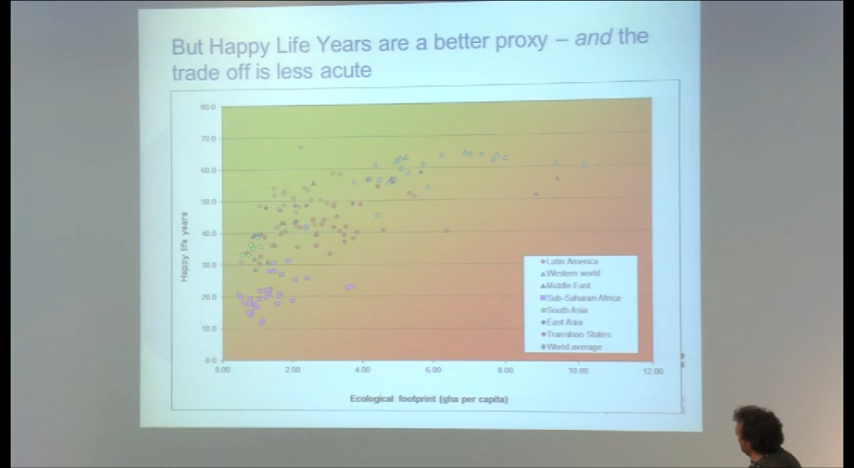 But Happy Life Years are a better proxy – and the
trade off is less acute
80.0
70.0
60.0
50.0
40.0
30.0
20.0
10.0
0.0
Happy life years
0.00 2.00 4.00 6.00 8.00 10.00 12.00
Ecological footprint (gha per capita)
Latin America
Western world
Middle East
Sub-Saharan Africa
South Asia
East Asia
Transition States
World average